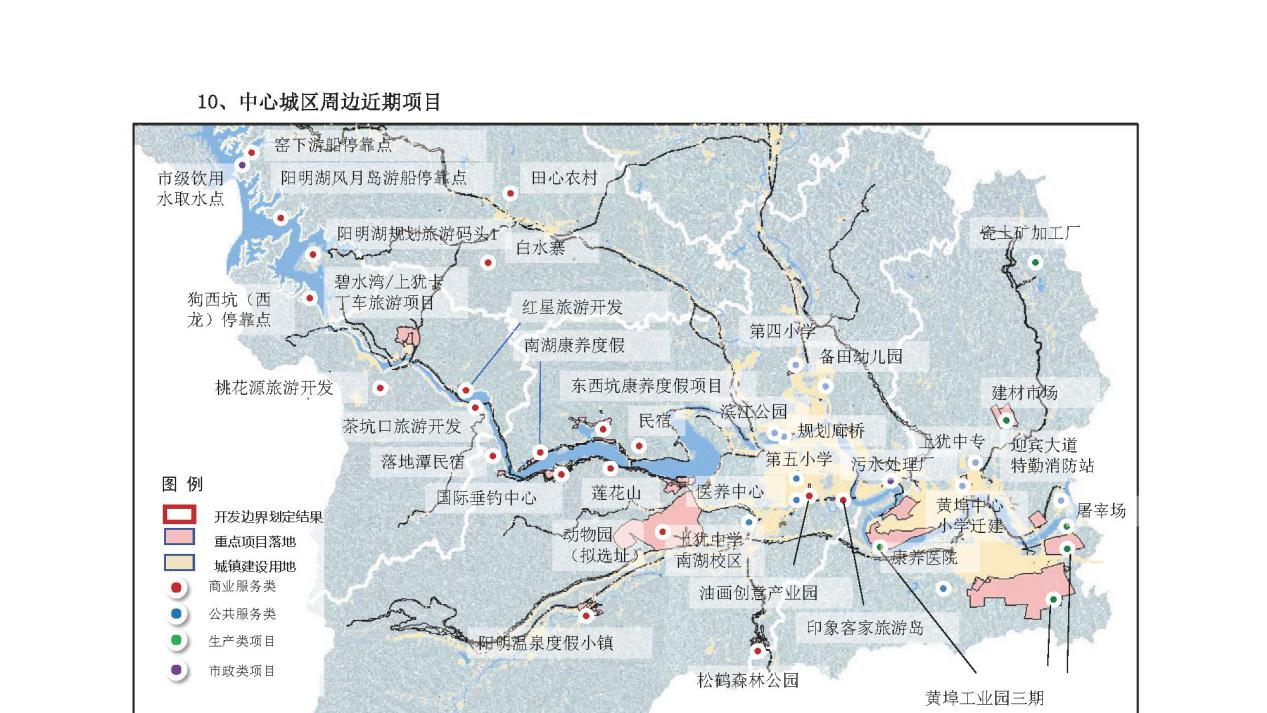 10、中心城区周边近期项目
窑下游船停靠点
市级饮用
水取水点
阳明湖风月岛游船停靠点
田心农村
阳明湖规划旅游码头1
白水寨
瓷土矿加工厂
碧水湾/上犹卡
丁车旅游项目
狗西坑（西
龙）停靠点
红星旅游开发
第四小学
南湖康养度假
备田幼儿园
桃花源旅游开发
东西坑康养度假项目
建材市场
滨江公园
民宿
茶坑口旅游开发
规划廊桥
上犹中专
迎宾大道
特勤消防站
落地潭民宿
第五小学
污水处理厂
国际垂钓中心
莲花山
医养中心
黄埠中心
小学迁建
屠宰场
动物园
（拟选址）
上犹中学
南湖校区
康养医院
油画创意产业园
印象客家旅游岛
阳明温泉度假小镇
松鹤森林公园
黄埠工业园三期
图 例
开发边界划定结果
重点项目落地
城镇建设用地
商业服务类
公共服务类
生产类项目
市政类项目